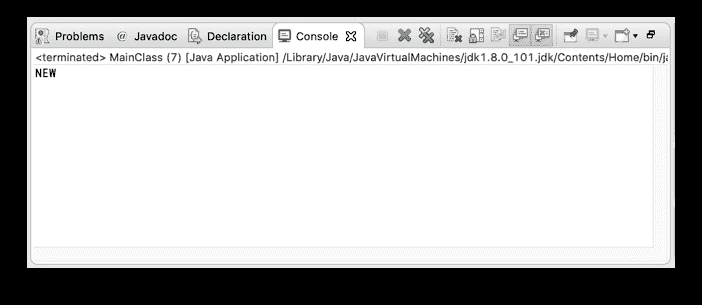 Problems @ Javadoc Declaration Console
<terminated> MainClass (7) [Java Application] /Library/Java/JavaVirtualMachines/jdk1.8.0_101.jdk/Contents/Home/bin/ja
NEW